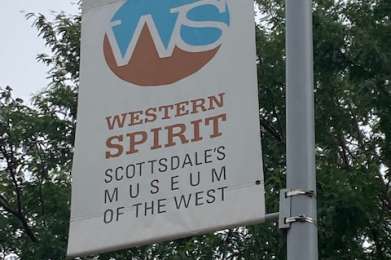 WS
WESTERN
SPIRIT
SCOTTSDALE'S
MUSEUM
OF THE WEST